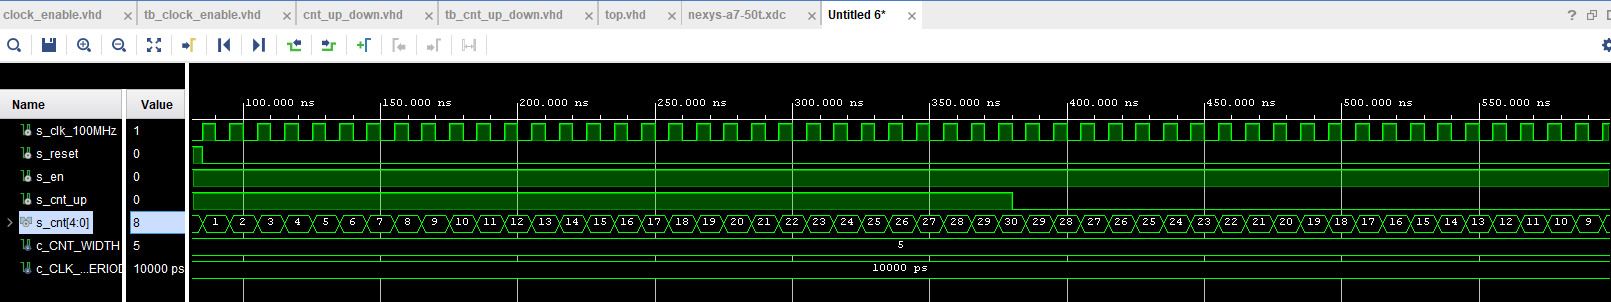 clock_enable.vhd × tb_clock_enable.vhd × cnt_up_down.vhd × tb_cnt_up_down.vhd × top.vhd × nexys-a7-50t.xdc × Untitled 6* × ?
Name Value 100.000 ns 150.000 ns 200.000 ns 250.000 ns 300.000 ns 350.000 ns 400.000 ns 450.000 ns 500.000 ns 550.000 ns
s_clk_100MHz 1
s_reset 0
s_en 0
s_cnt_up 0
s_cnt[4:0] 8 1 2 3 4 5 6 7 8 9 10 11 12 13 14 15 16 17 18 19 20 21 22 23 24 25 26 27 28 29 30 29 28 27 26 25 24 23 22 21 20 19 18 17 16 15 14 13 12 11 10 9
c_CNT_WIDTH 5 5
c_CLK_...ERIOD 10000 ps 10000 ps